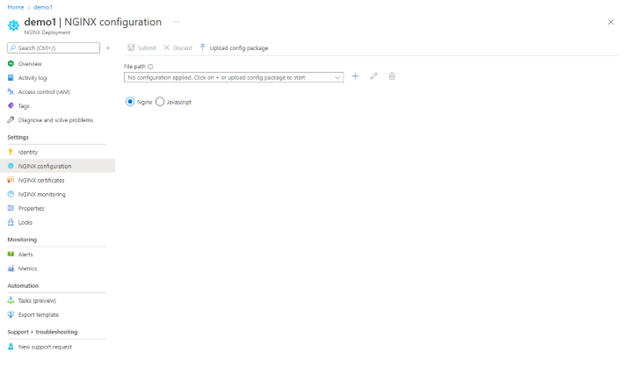 Home > demo1
demo1 | NGINX configuration ...
NGINX Deployment
Search (Ctrl+/)
Submit Discard Upload config package
Overview
Activity log
Access control (IAM)
Tags
Diagnose and solve problems
Settings
Identity
NGINX configuration
NGINX certificates
NGINX monitoring
Properties
Locks
Monitoring
Alerts
Metrics
Automation
Tasks (preview)
Export template
Support + troubleshooting
New support request
File path
No configuration applied. Click on + or upload config package to start
Nginx Javascript